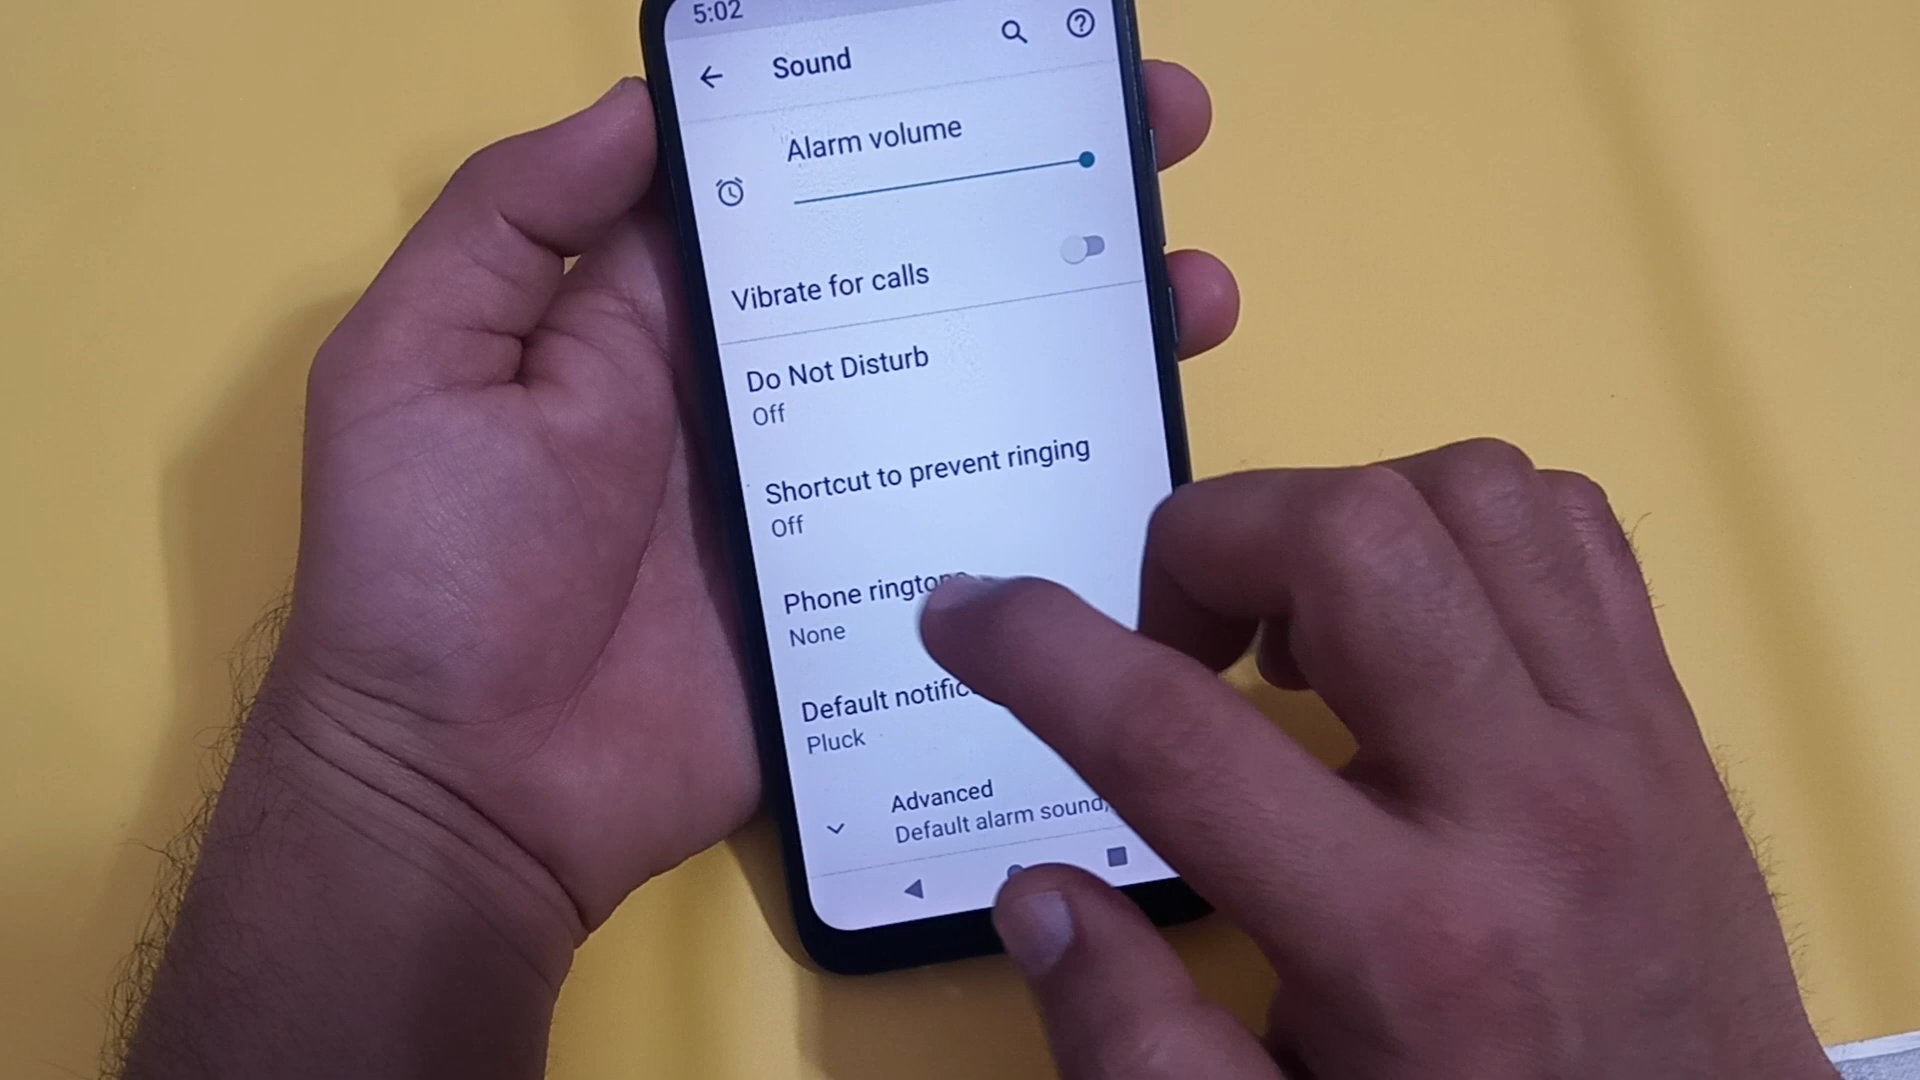 5:02
Sound
Alarm volume
Vibrate for calls
Do Not Disturb
Off
Shortcut to prevent ringing
Off
Phone ringtone
None
Default
Pluck
Advanced
Default alarm sound,